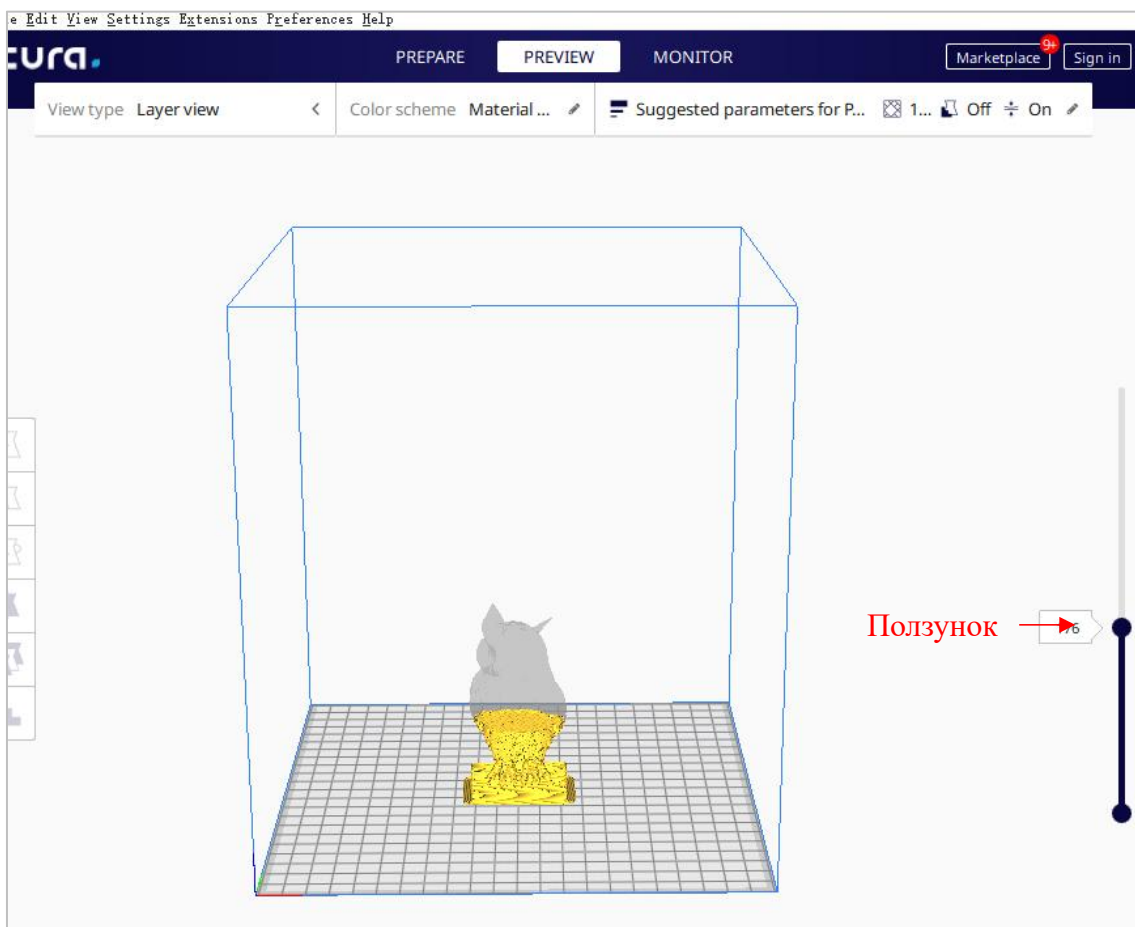 e Edit View Settings Extensions Preferences Help
cura.
PREPARE PREVIEW MONITOR
Marketplace 9+ Sign in
View type Layer view
Color scheme Material ...
Suggested parameters for P... 1... Off On
Ползунок